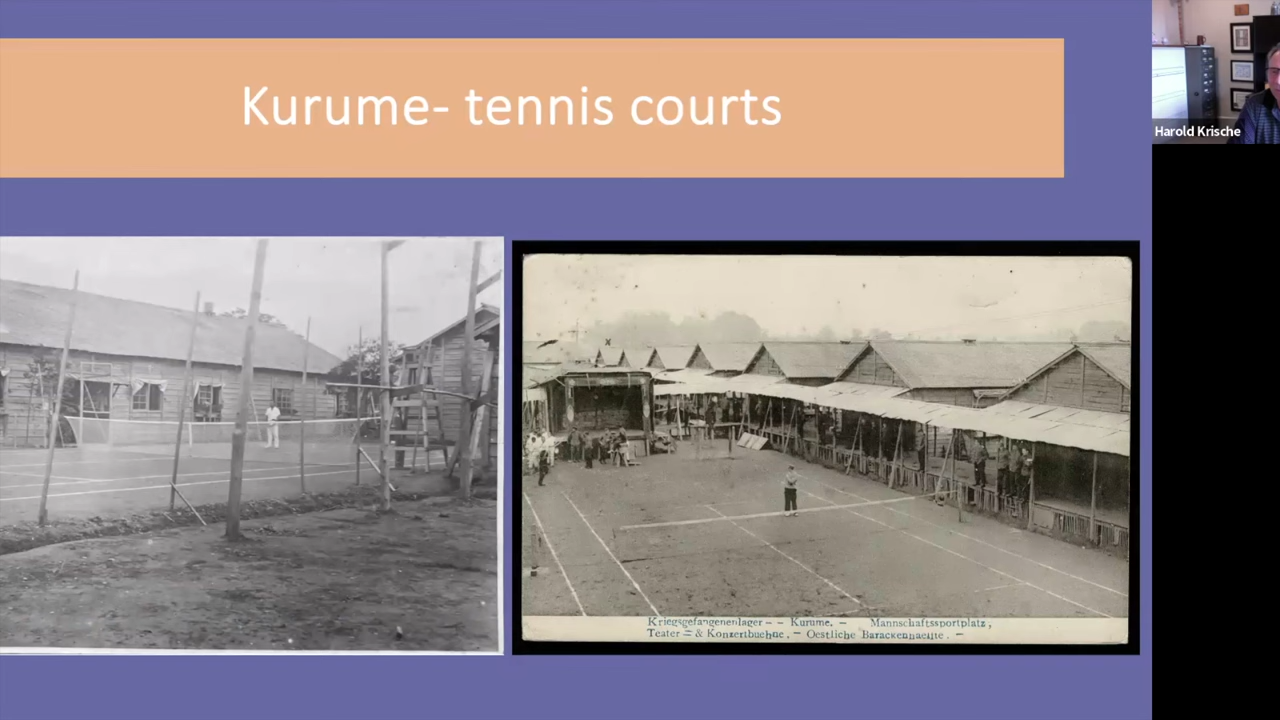 Kurume- tennis courts
Harold Krische
x
Kriegsgefangenenlager - - Kurume. - Mannschaftssportplatz,
Teater = & Konzertbuehne. - Oestliche Barackenhaelfte. -